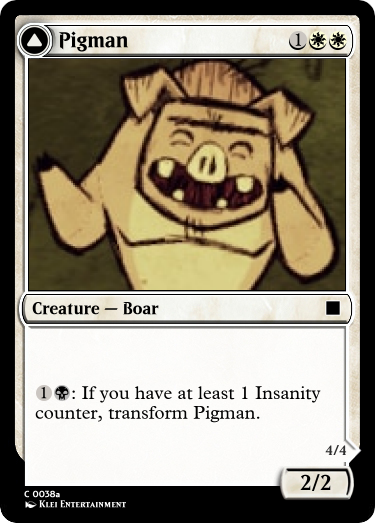 Pigman 1
Creature — Boar
1: If you have at least 1 Insanity
counter, transform Pigman.
4/4
2/2
C 0038a
KLEI ENTERTAINMENT